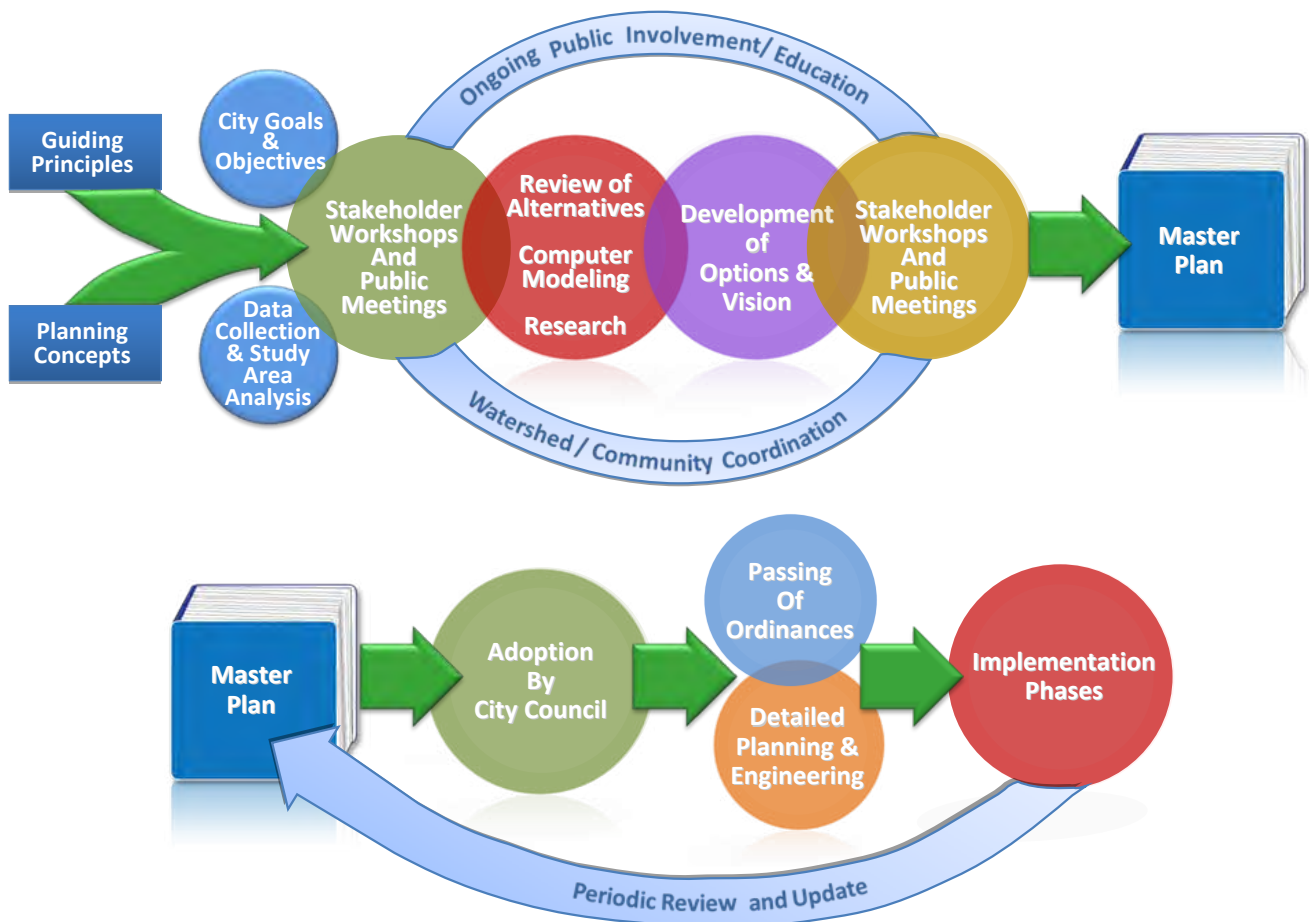 Ongoing Public Involvement/ Education
Guiding
Principles
City Goals
&
Objectives
Stakeholder
Workshops
And
Public
Meetings
Review of
Alternatives
Computer
Modeling
Research
Development
of
Options &
Vision
Stakeholder
Workshops
And
Public
Meetings
Master
Plan
Planning
Concepts
Data
Collection
& Study
Area
Analysis
Watershed / Community Coordination
Master
Plan
Adoption
By
City Council
Passing
Of
Ordinances
Detailed
Planning &
Engineering
Implementation
Phases
Periodic Review and Update